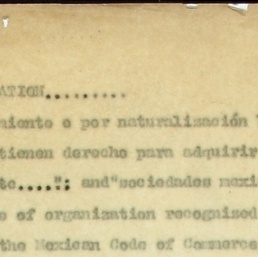 ATION.........
miento o por naturalización
tienen derecho para adquirir
te....."; and"sociedades mexi
s of organization recognized
the Mexican Code of Commerce